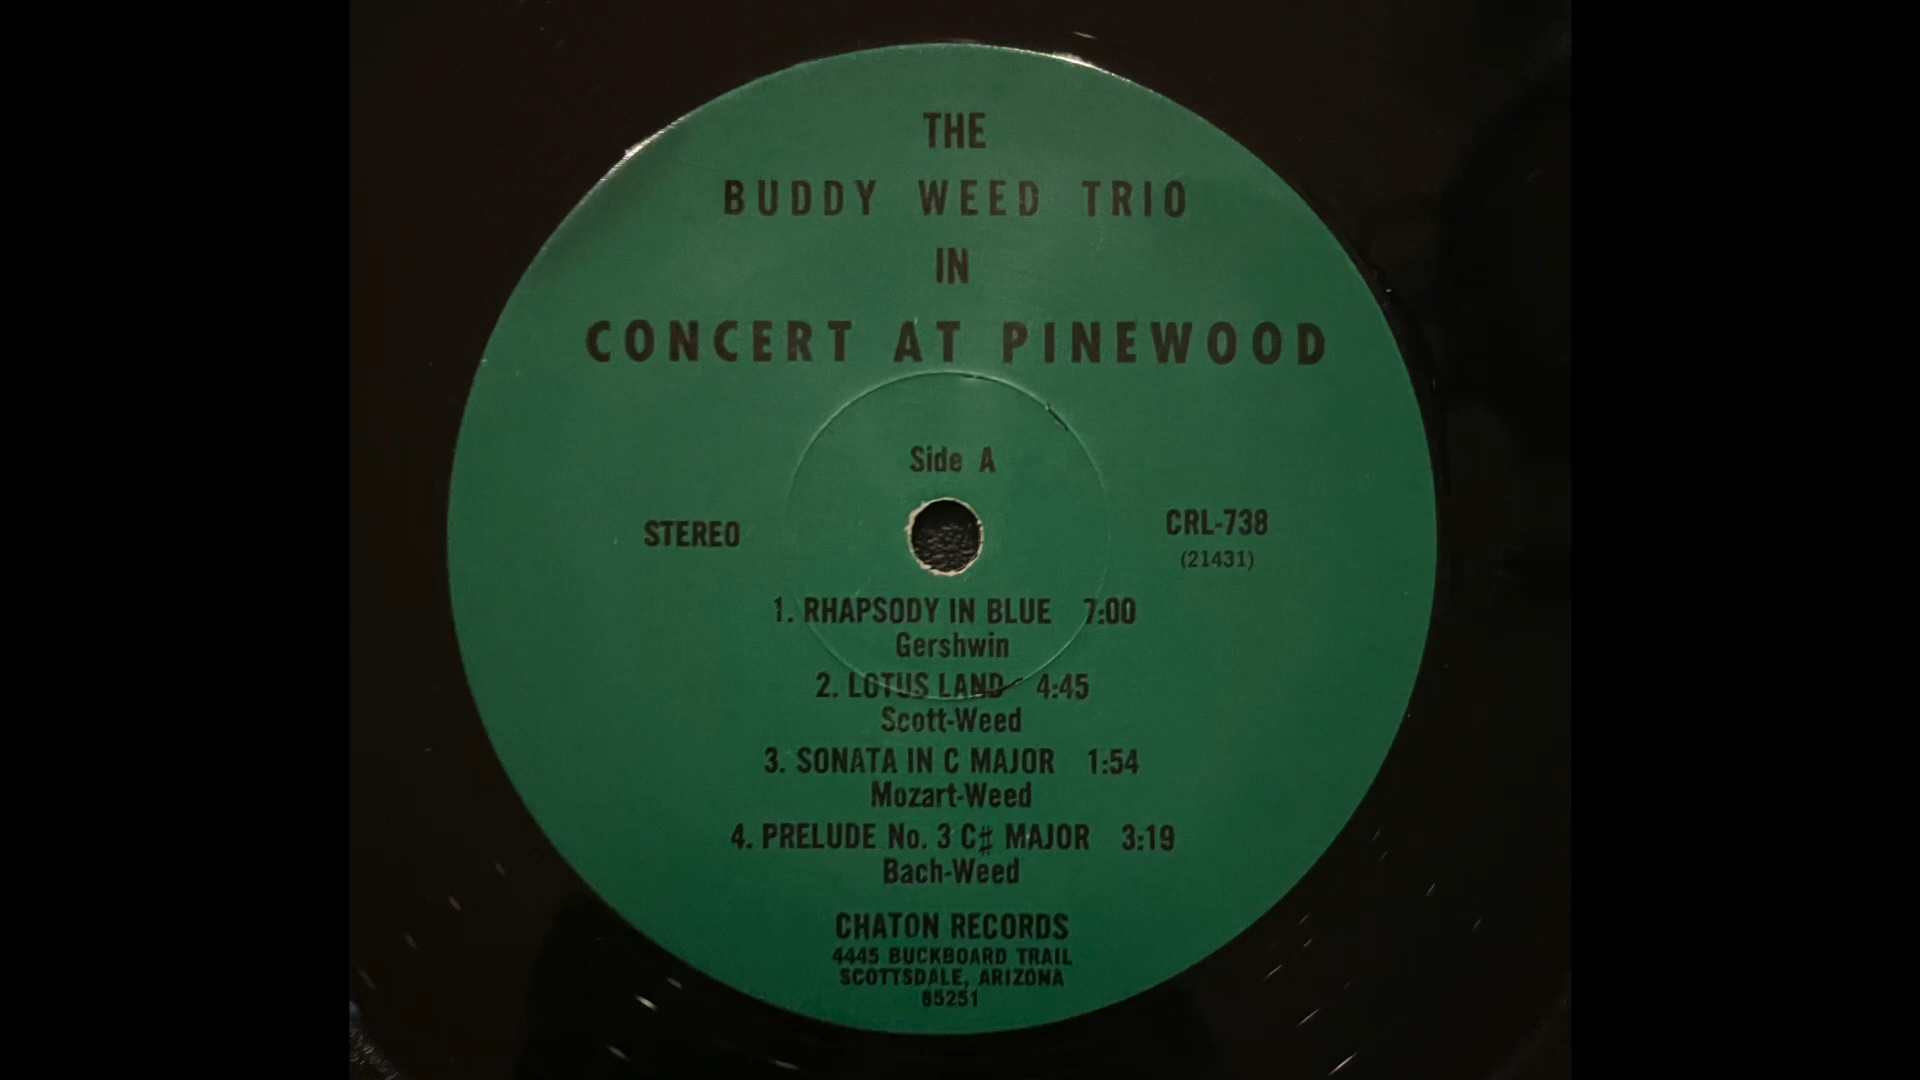 THE
BUDDY WEED TRIO
IN
CONCERT AT PINEWOOD
Side A
STEREO
CRL-738
(21431)
1. RHAPSODY IN BLUE 7:00
Gershwin
2. LOTUS LAND 4:45
Scott-Weed
3. SONATA IN C MAJOR 1:54
Mozart-Weed
4. PRELUDE No. 3 C♯ MAJOR 3:19
Bach-Weed
CHATON RECORDS
4445 BUCKBOARD TRAIL
SCOTTSDALE, ARIZONA
85251